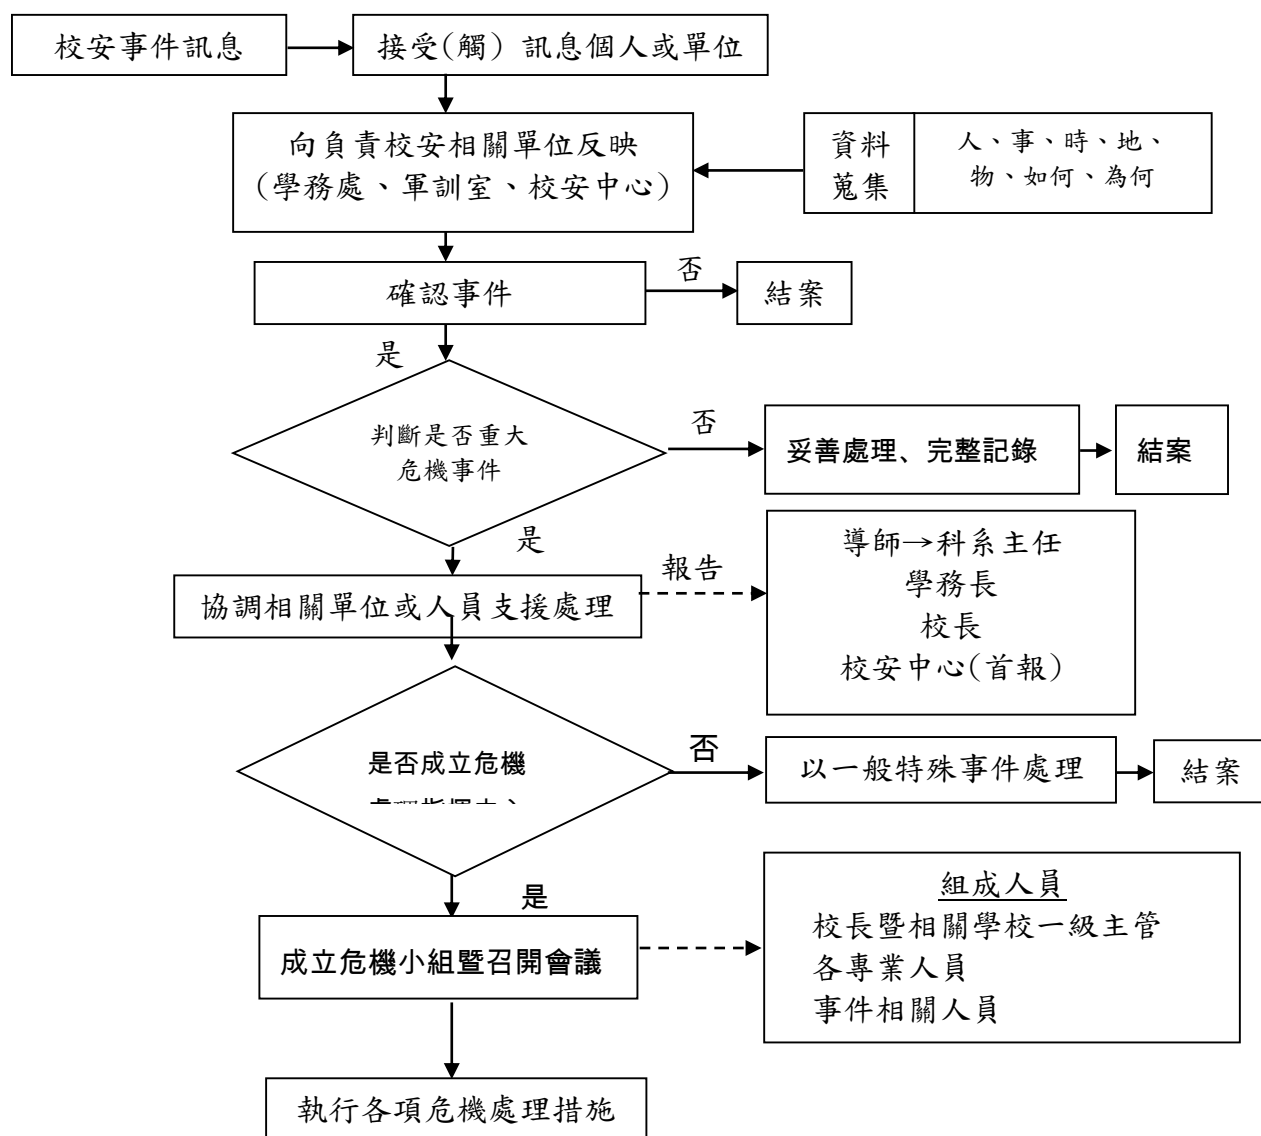 校安事件訊息
接受(觸) 訊息個人或單位
向負責校安相關單位反映
(學務處、軍訓室、校安中心)
資料
蒐集
人、事、時、地、
物、如何、為何
確認事件
否
結案
是
判斷是否重大
危機事件
否
妥善處理、完整記錄
結案
是
協調相關單位或人員支援處理
報告
導師→科系主任
學務長
校長
校安中心(首報)
是否成立危機
否
以一般特殊事件處理
結案
是
成立危機小組暨召開會議
組成人員
校長暨相關學校一級主管
各專業人員
事件相關人員
執行各項危機處理措施